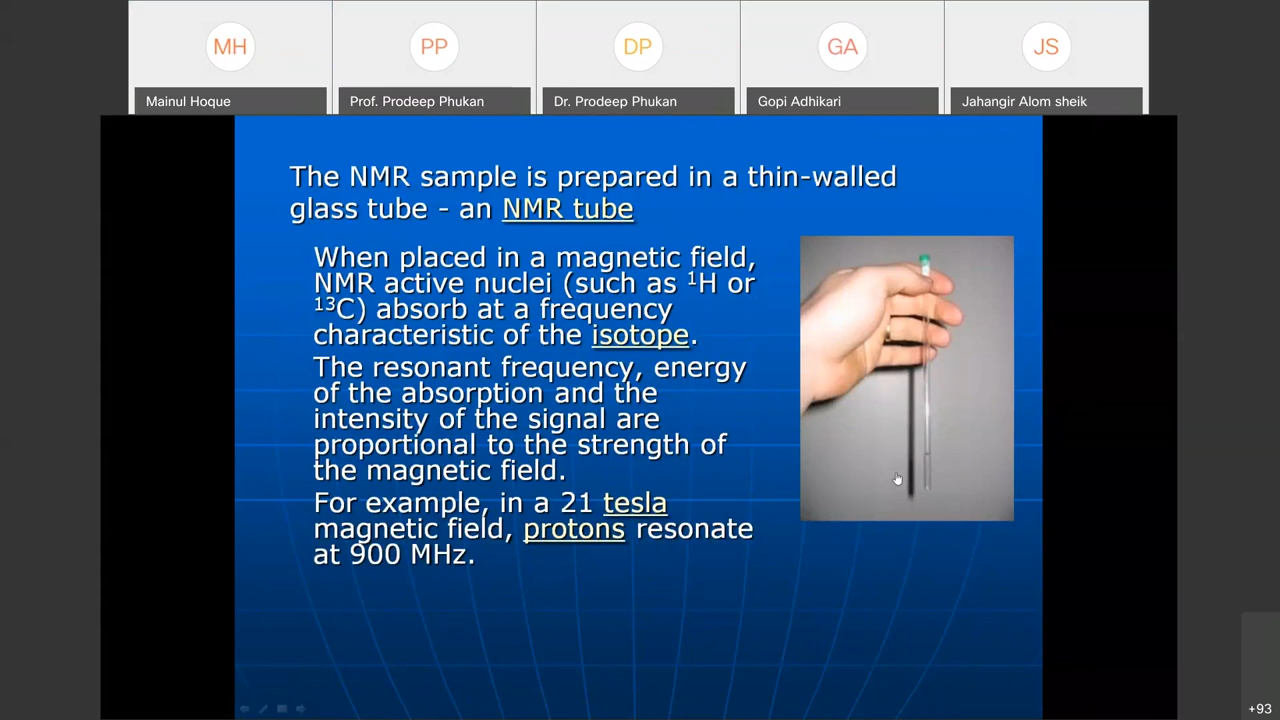 MH
PP
DP
GA
JS
Mainul Hoque
Prof. Prodeep Phukan
Dr. Prodeep Phukan
Gopi Adhikari
Jahangir Alom sheik
The NMR sample is prepared in a thin-walled
glass tube - an NMR tube
When placed in a magnetic field,
NMR active nuclei (such as ¹H or
¹³C) absorb at a frequency
characteristic of the isotope.
The resonant frequency, energy
of the absorption and the
intensity of the signal are
proportional to the strength of
the magnetic field.
For example, in a 21 tesla
magnetic field, protons resonate
at 900 MHz.
+93